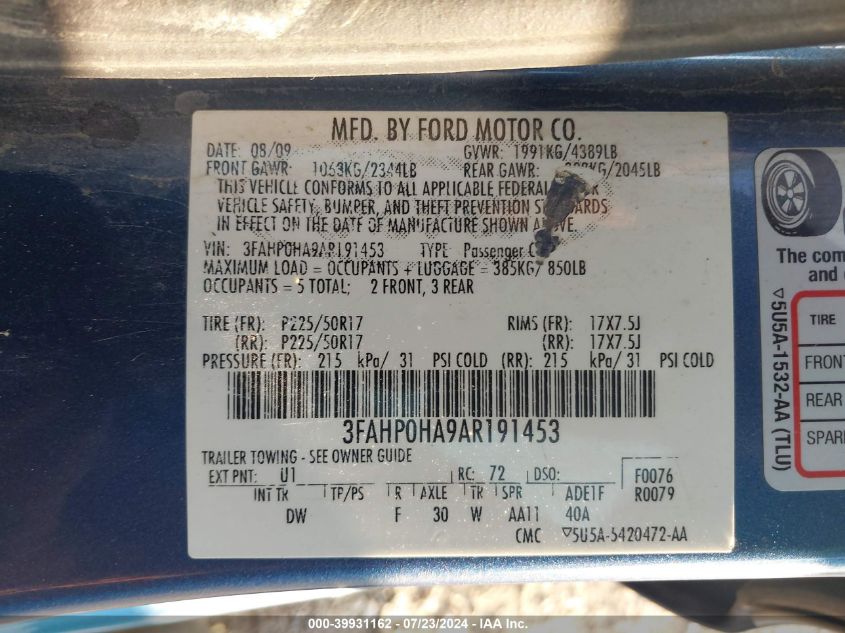 MFD. BY FORD MOTOR CO.
DATE: 08/09 GVWR: 1991KG/4389LB
FRONT GAWR: 1063KG/2344LB REAR GAWR: /2045LB
THIS VEHICLE CONFORMS TO ALL APPLICABLE FEDERAL
VEHICLE SAFETY, BUMPER, AND THEFT PREVENTION STANDARDS
IN EFFECT ON THE DATE OF MANUFACTURE SHOWN ABOVE.
VIN: 3FAHP0HA9AR191453 TYPE Passenger
MAXIMUM LOAD = OCCUPANTS + LUGGAGE = 385KG/ 850LB
OCCUPANTS = 5 TOTAL; 2 FRONT, 3 REAR
TIRE (FR): P225/50R17 RIMS (FR): 17X7.5J
(RR): P225/50R17 (RR): 17X7.5J
PRESSURE (FR): 215 kPa/ 31 PSI COLD (RR): 215 kPa/ 31 PSI COLD
3FAHP0HA9AR191453
TRAILER TOWING - SEE OWNER GUIDE
EXT PNT: U1 RC: 72 DSO: F0076
INT TR TP/PS R AXLE TR SPR ADE1F R0079
DW F 30 W AA11 40A
CMC ▽5U5A-5420472-AA
The com
and
▽5U5A-1532-AA (TLU)
TIRE
FRONT
REAR
SPARE
000-39931162 - 07/23/2024 - IAA Inc.